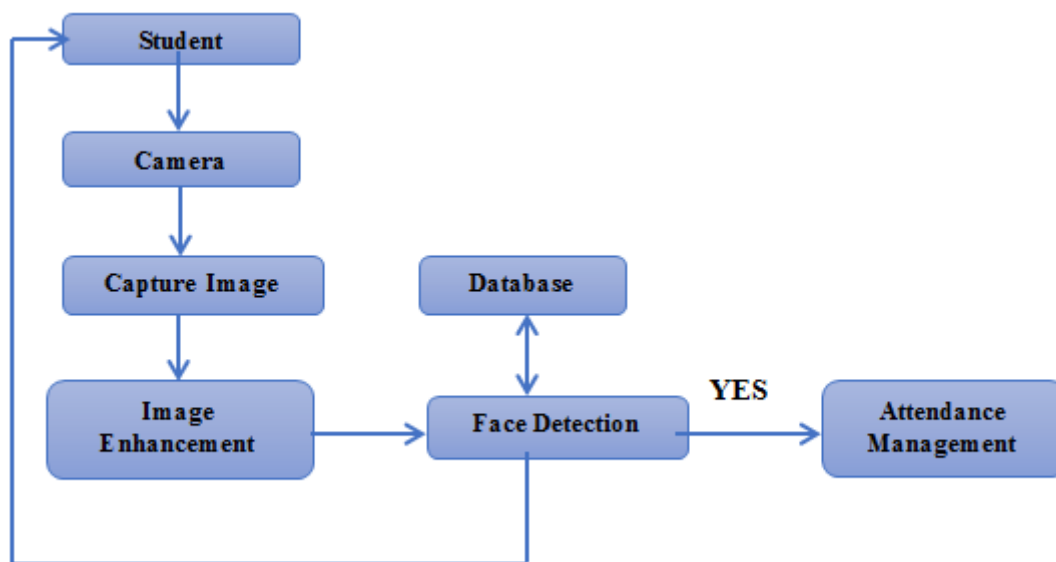 Student
Camera
Capture Image
Database
Image
Enhancement
Face Detection
YES
Attendance
Management